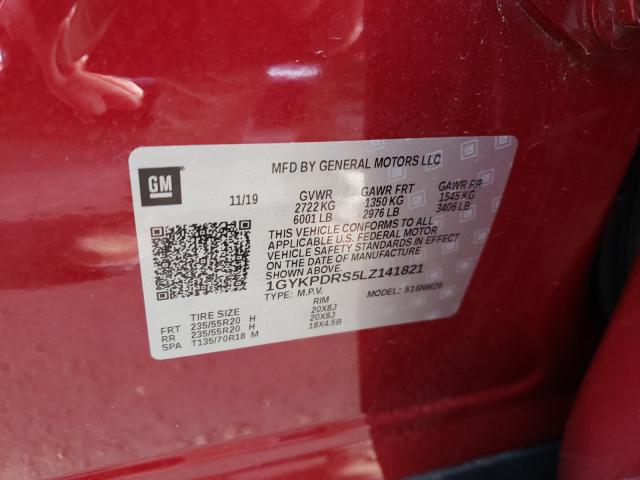 GM
MFD BY GENERAL MOTORS LLC
11/19 GVWR GAWR FRT GAWR RR
2722 KG 1350 KG 1545 KG
6001 LB 2976 LB 3406 LB
THIS VEHICLE CONFORMS TO ALL
APPLICABLE U.S. FEDERAL MOTOR
VEHICLE SAFETY STANDARDS IN EFFECT
ON THE DATE OF MANUFACTURE
SHOWN ABOVE.
1GYKPDRS5LZ141821
TYPE: M.P.V. MODEL: 516NW26
TIRE SIZE RIM
FRT 235/55R20 H 20X8J
RR 235/55R20 H 20X8J
SPA T135/70R18 M 18X4.5B